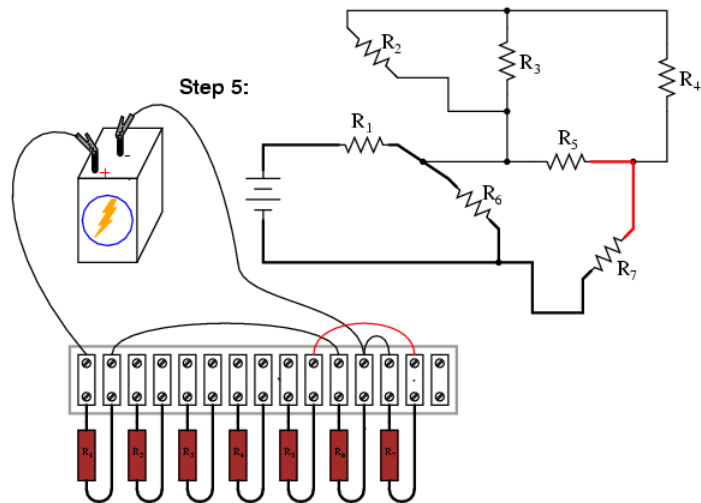 R₂
R₃
R₄
Step 5:
R₁
R₅
R₆
R₇
+ -
R₁ R₂ R₃ R₄ R₅ R₆ R₇